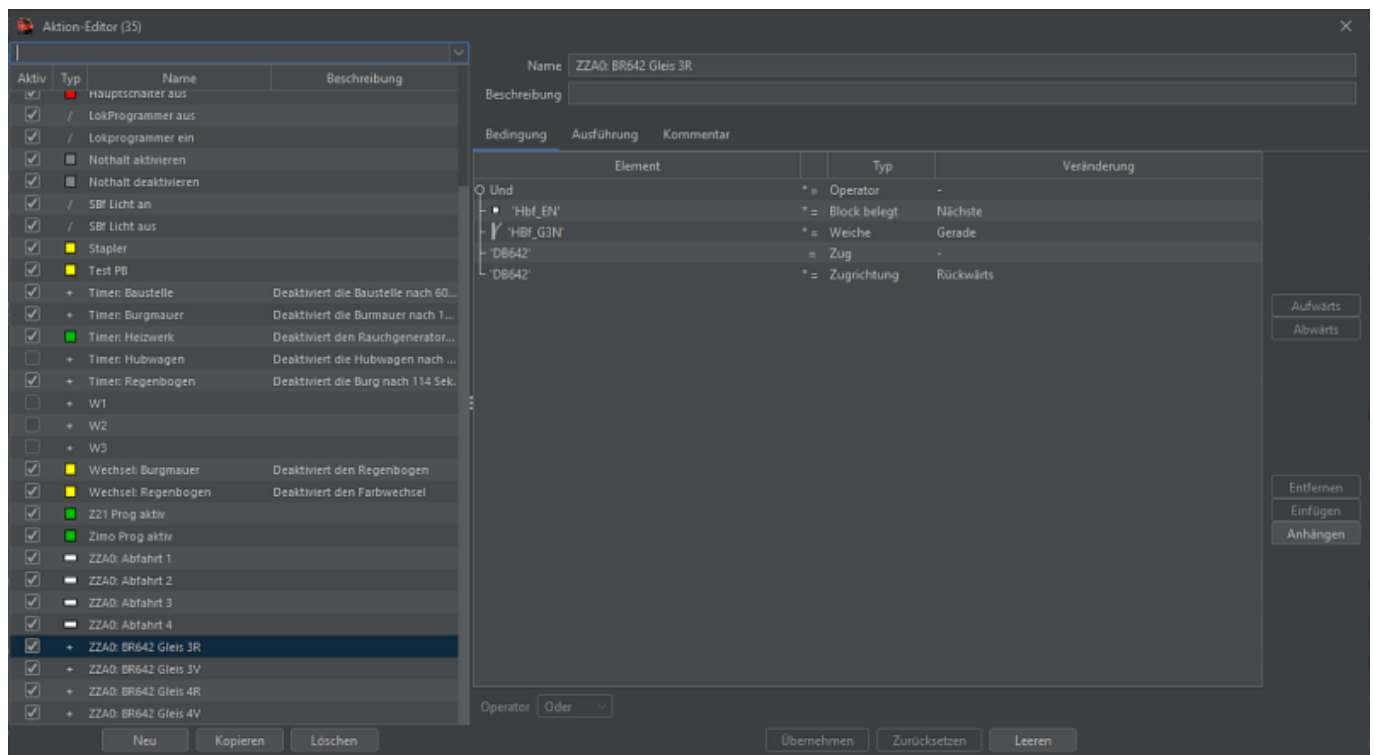 Aktion-Editor (35)
Name ZZA0: BR642 Gleis 3R
Beschreibung
Aktiv Typ Name Beschreibung
Hauptschalter aus
/ LokProgrammer aus
/ Lokprogrammer ein
Nothalt aktivieren
Nothalt deaktivieren
/ SBf Licht an
/ SBf Licht aus
Stapler
Test PB
+ Timer: Baustelle Deaktiviert die Baustelle nach 60...
+ Timer: Burgmauer Deaktiviert die Burmauer nach 1...
Timer: Heizwerk Deaktiviert den Rauchgenerator...
+ Timer: Hubwagen Deaktiviert die Hubwagen nach ...
+ Timer: Regenbogen Deaktiviert die Burg nach 114 Sek.
+ W1
+ W2
+ W3
Wechsel: Burgmauer Deaktiviert den Regenbogen
Wechsel: Regenbogen Deaktiviert den Farbwechsel
Z21 Prog aktiv
Zimo Prog aktiv
ZZA0: Abfahrt 1
ZZA0: Abfahrt 2
ZZA0: Abfahrt 3
ZZA0: Abfahrt 4
+ ZZA0: BR642 Gleis 3R
+ ZZA0: BR642 Gleis 3V
+ ZZA0: BR642 Gleis 4R
+ ZZA0: BR642 Gleis 4V
Neu Kopieren Löschen
Bedingung Ausführung Kommentar
Element Typ Veränderung
Und * = Operator -
'Hbf_EN' * = Block belegt Nächste
'HBf_G3N' * = Weiche Gerade
'DB642' = Zug -
'DB642' * = Zugrichtung Rückwärts
Aufwärts
Abwärts
Entfernen
Einfügen
Anhängen
Operator Oder
Übernehmen Zurücksetzen Leeren